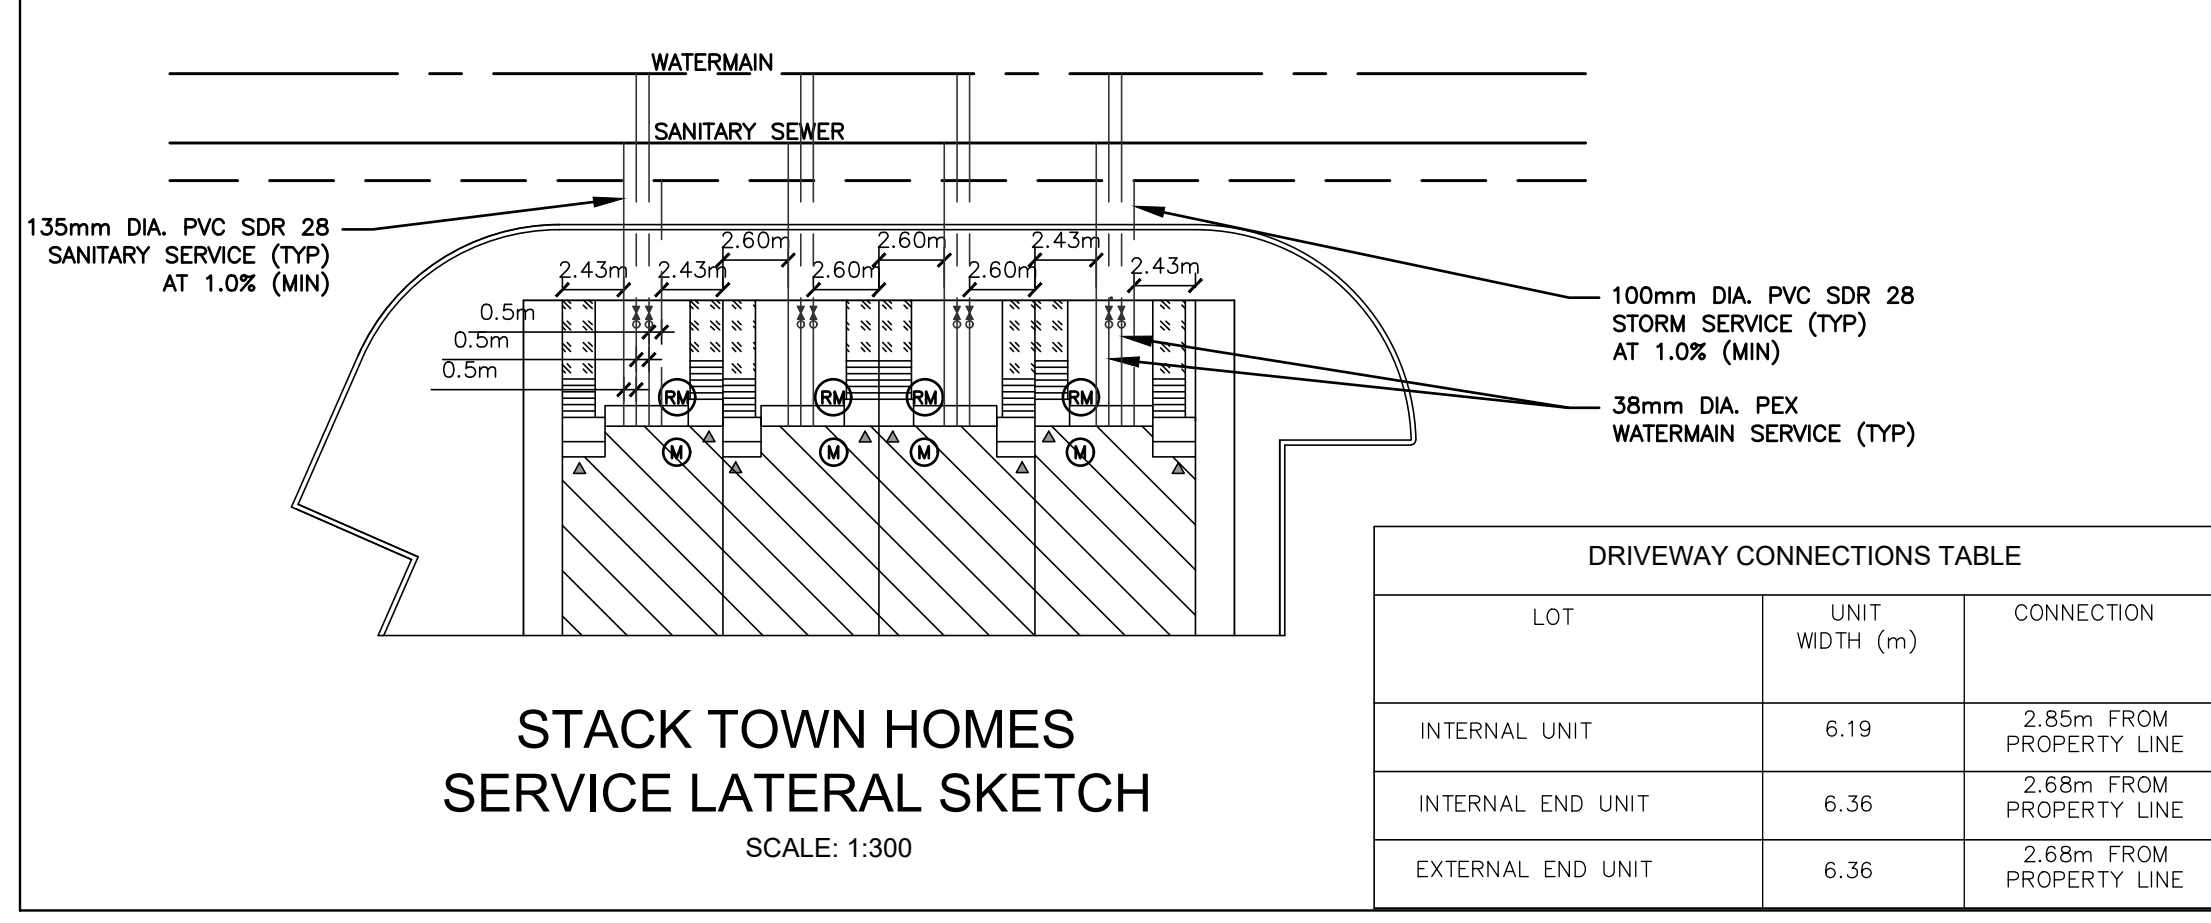 WATERMAIN
SANITARY SEWER
135mm DIA. PVC SDR 28
SANITARY SERVICE (TYP)
AT 1.0% (MIN)
2.60m 2.60m 2.43m
2.43m 2.43m 2.60m 2.60m 2.43m
0.5m
0.5m
0.5m
100mm DIA. PVC SDR 28
STORM SERVICE (TYP)
AT 1.0% (MIN)
38mm DIA. PEX
WATERMAIN SERVICE (TYP)
RM RM RM RM
M M M M
DRIVEWAY CONNECTIONS TABLE
LOT UNIT CONNECTION
WIDTH (m)
INTERNAL UNIT 6.19 2.85m FROM
PROPERTY LINE
INTERNAL END UNIT 6.36 2.68m FROM
PROPERTY LINE
EXTERNAL END UNIT 6.36 2.68m FROM
PROPERTY LINE
STACK TOWN HOMES
SERVICE LATERAL SKETCH
SCALE: 1:300